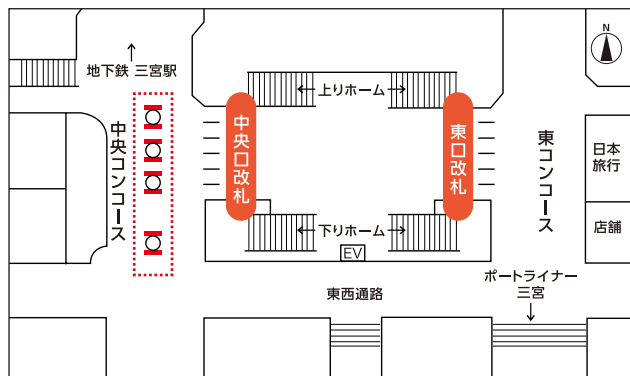 N
地下鉄 三宮駅
上りホーム
中央コンコース
中央口改札
東口改札
東コンコース
日本
旅行
店舗
下りホーム
EV
東西通路
ポートライナー
三宮